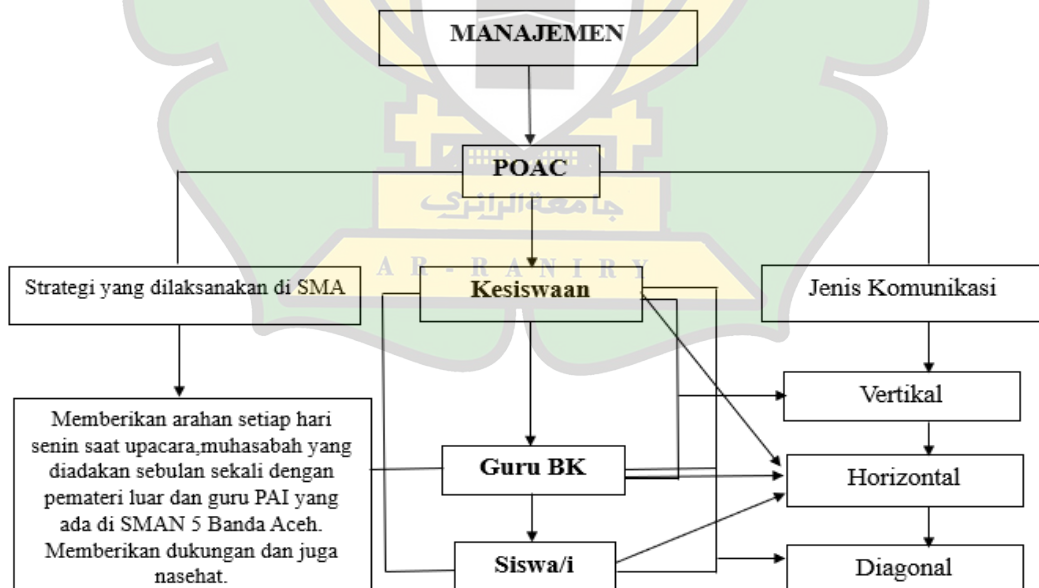 MANAJEMEN
POAC
جامعة الرانري
AR-RANIRY
Strategi yang dilaksanakan di SMA
Kesiswaan
Jenis Komunikasi
Memberikan arahan setiap hari
senin saat upacara,muhasabah yang
diadakan sebulan sekali dengan
pemateri luar dan guru PAI yang
ada di SMAN 5 Banda Aceh.
Memberikan dukungan dan juga
nasehat.
Vertikal
Guru BK
Horizontal
Siswa/i
Diagonal